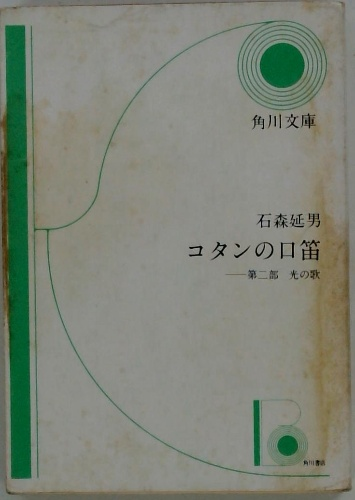 角川文庫
石森延男
コタンの口笛
──第二部　光の歌
角川書店